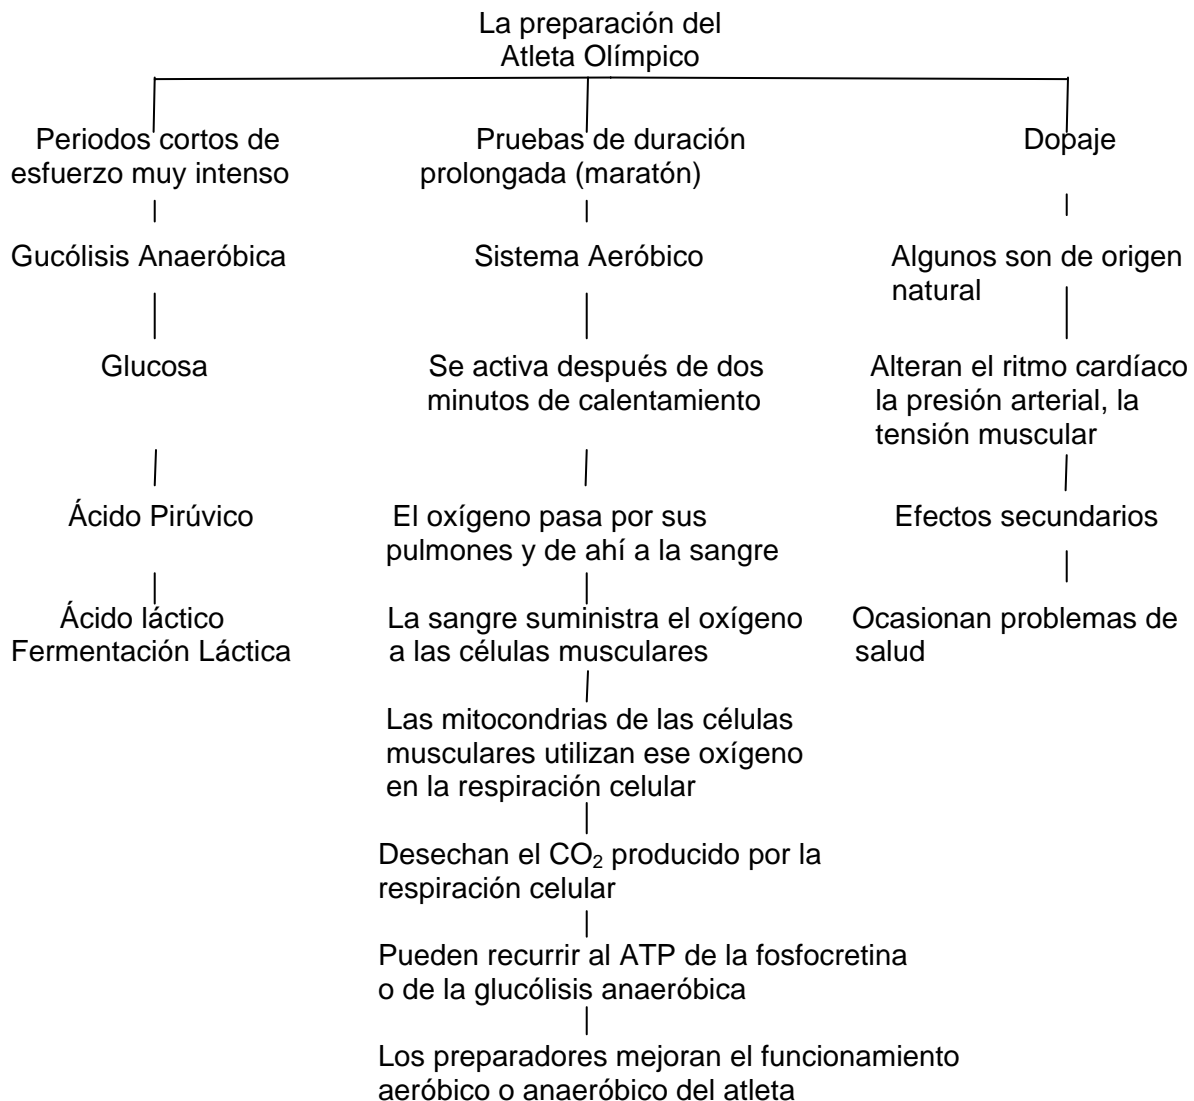 La preparación del
Atleta Olímpico
Periodos cortos de
esfuerzo muy intenso
Gucólisis Anaeróbica
Glucosa
Ácido Pirúvico
Ácido láctico
Fermentación Láctica
Pruebas de duración
prolongada (maratón)
Sistema Aeróbico
Se activa después de dos
minutos de calentamiento
El oxígeno pasa por sus
pulmones y de ahí a la sangre
La sangre suministra el oxígeno
a las células musculares
Las mitocondrias de las células
musculares utilizan ese oxígeno
en la respiración celular
Desechan el CO₂ producido por la
respiración celular
Pueden recurrir al ATP de la fosfocretina
o de la glucólisis anaeróbica
Los preparadores mejoran el funcionamiento
aeróbico o anaeróbico del atleta
Dopaje
Algunos son de origen
natural
Alteran el ritmo cardíaco
la presión arterial, la
tensión muscular
Efectos secundarios
Ocasionan problemas de
salud